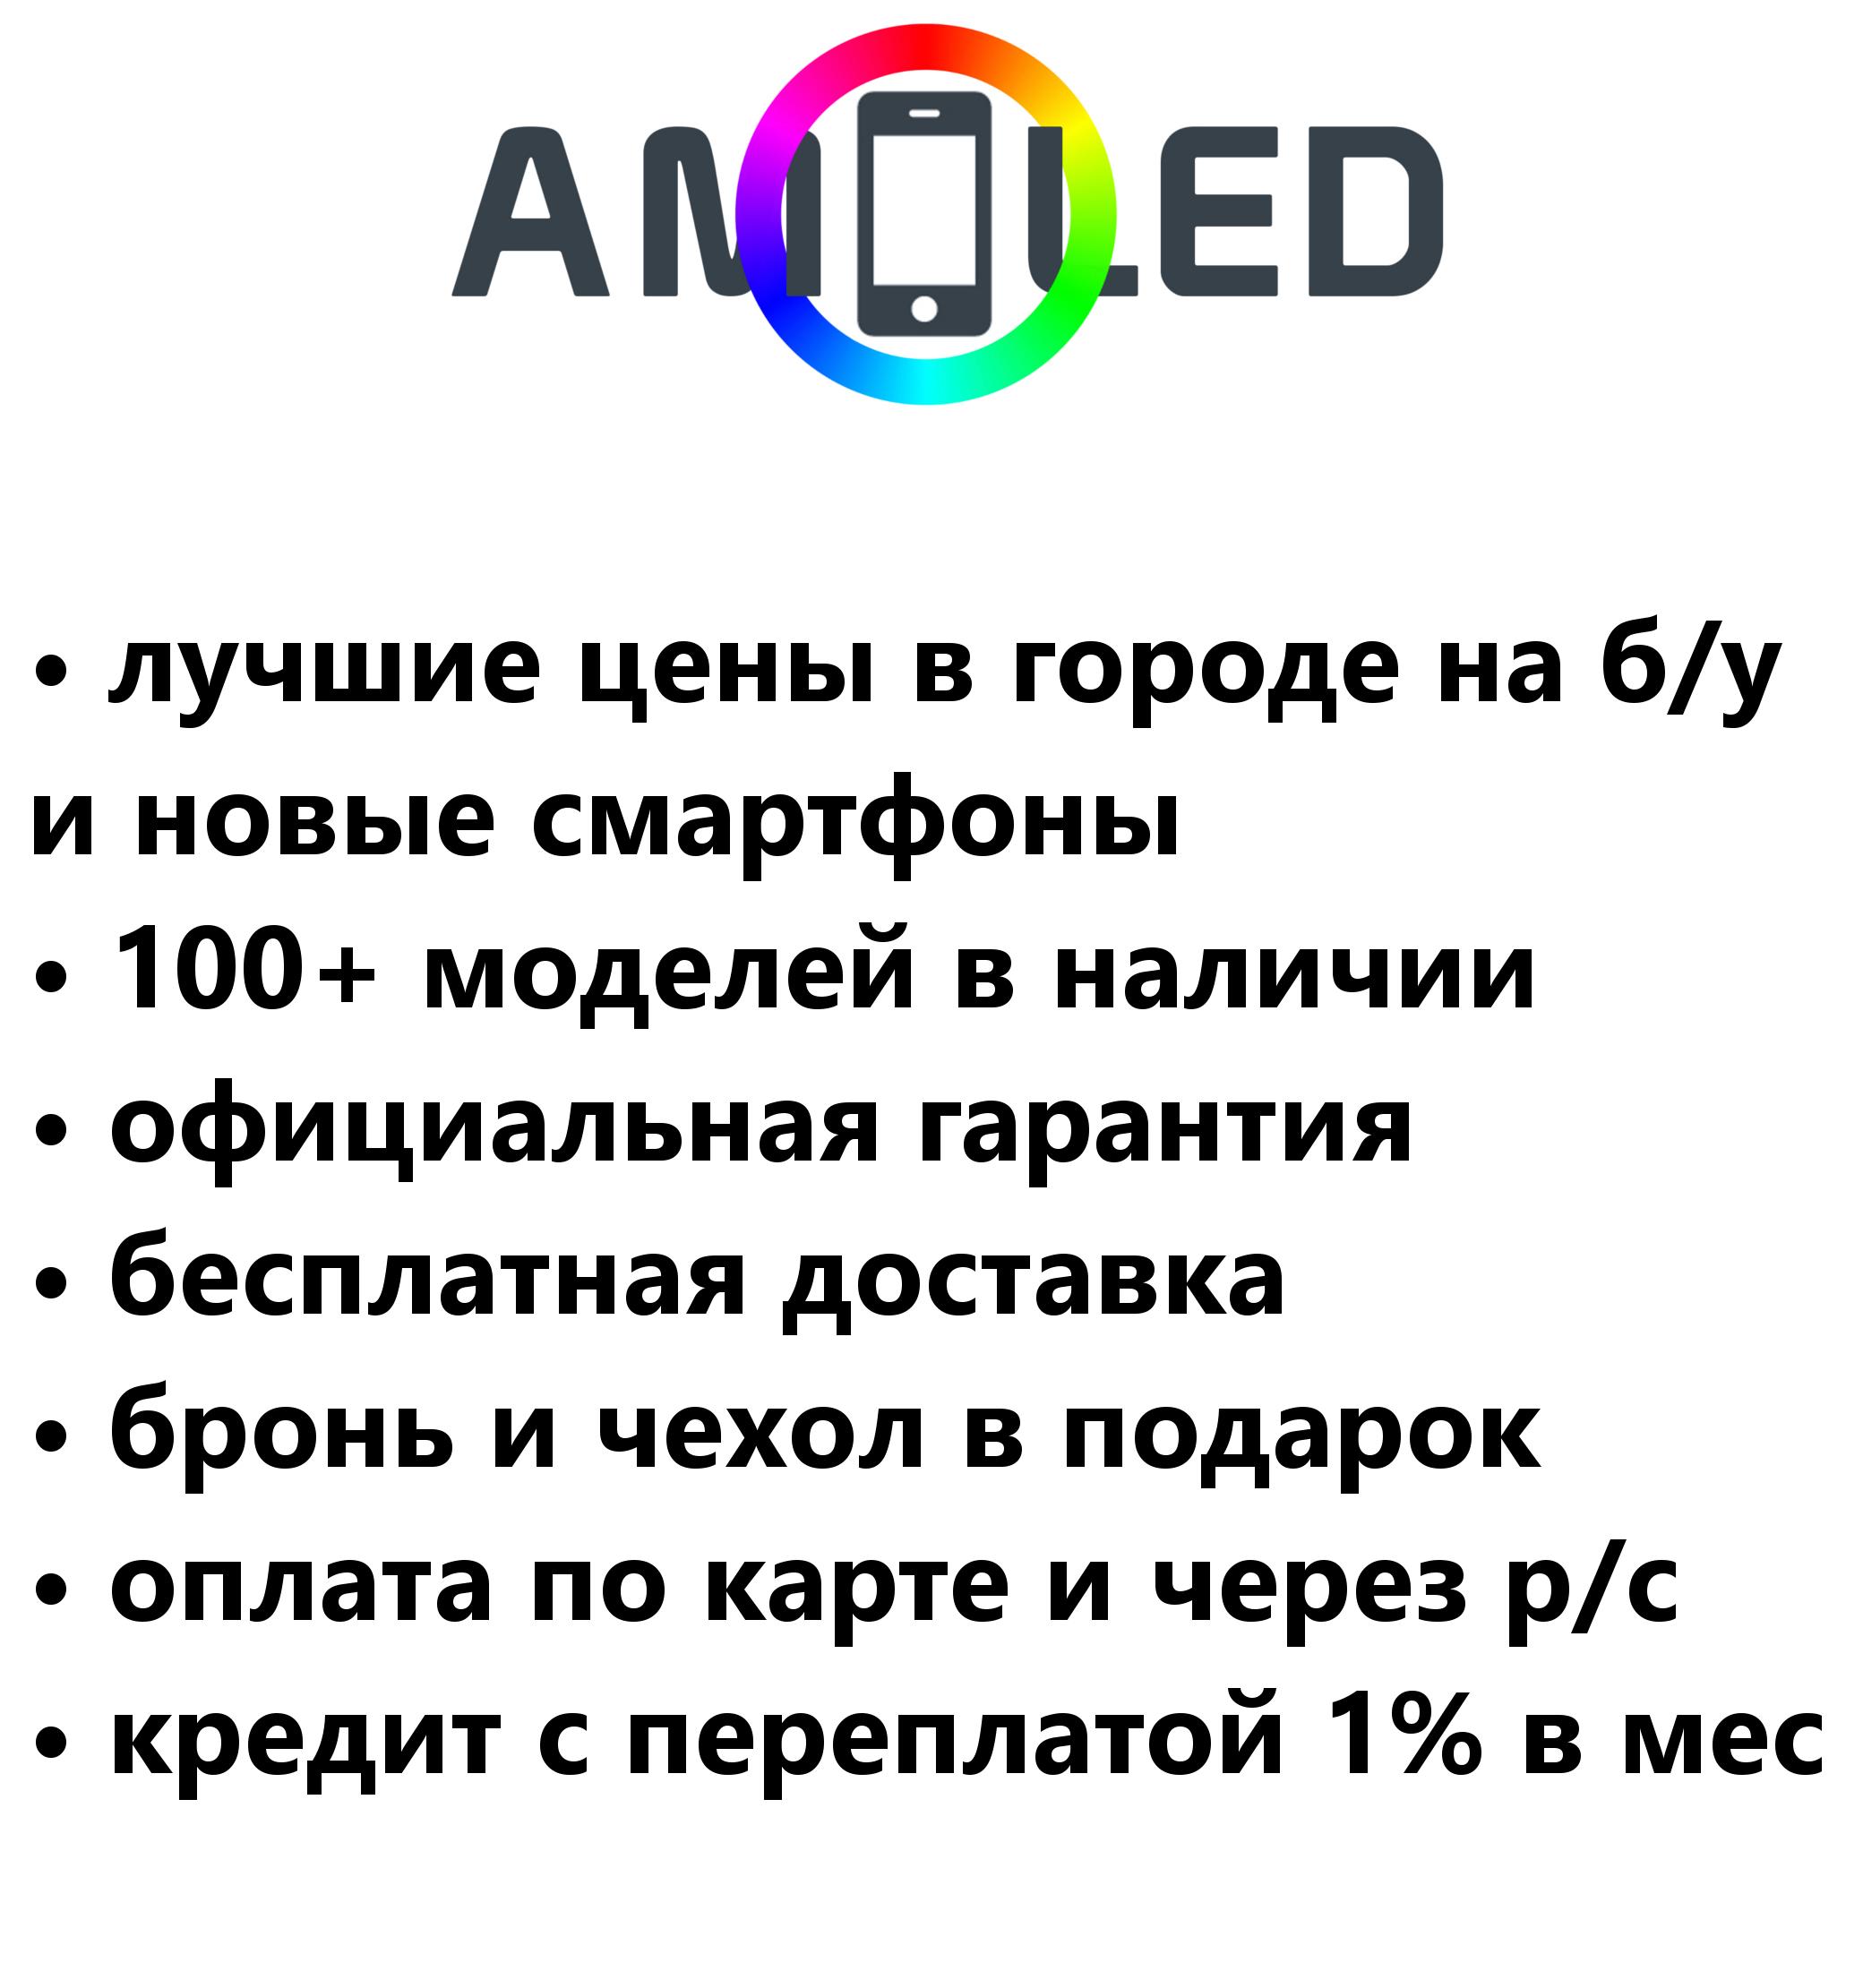 AMOLED
• лучшие цены в городе на б/у
и новые смартфоны
• 100+ моделей в наличии
• официальная гарантия
• бесплатная доставка
• бронь и чехол в подарок
• оплата по карте и через р/с
• кредит с переплатой 1% в мес